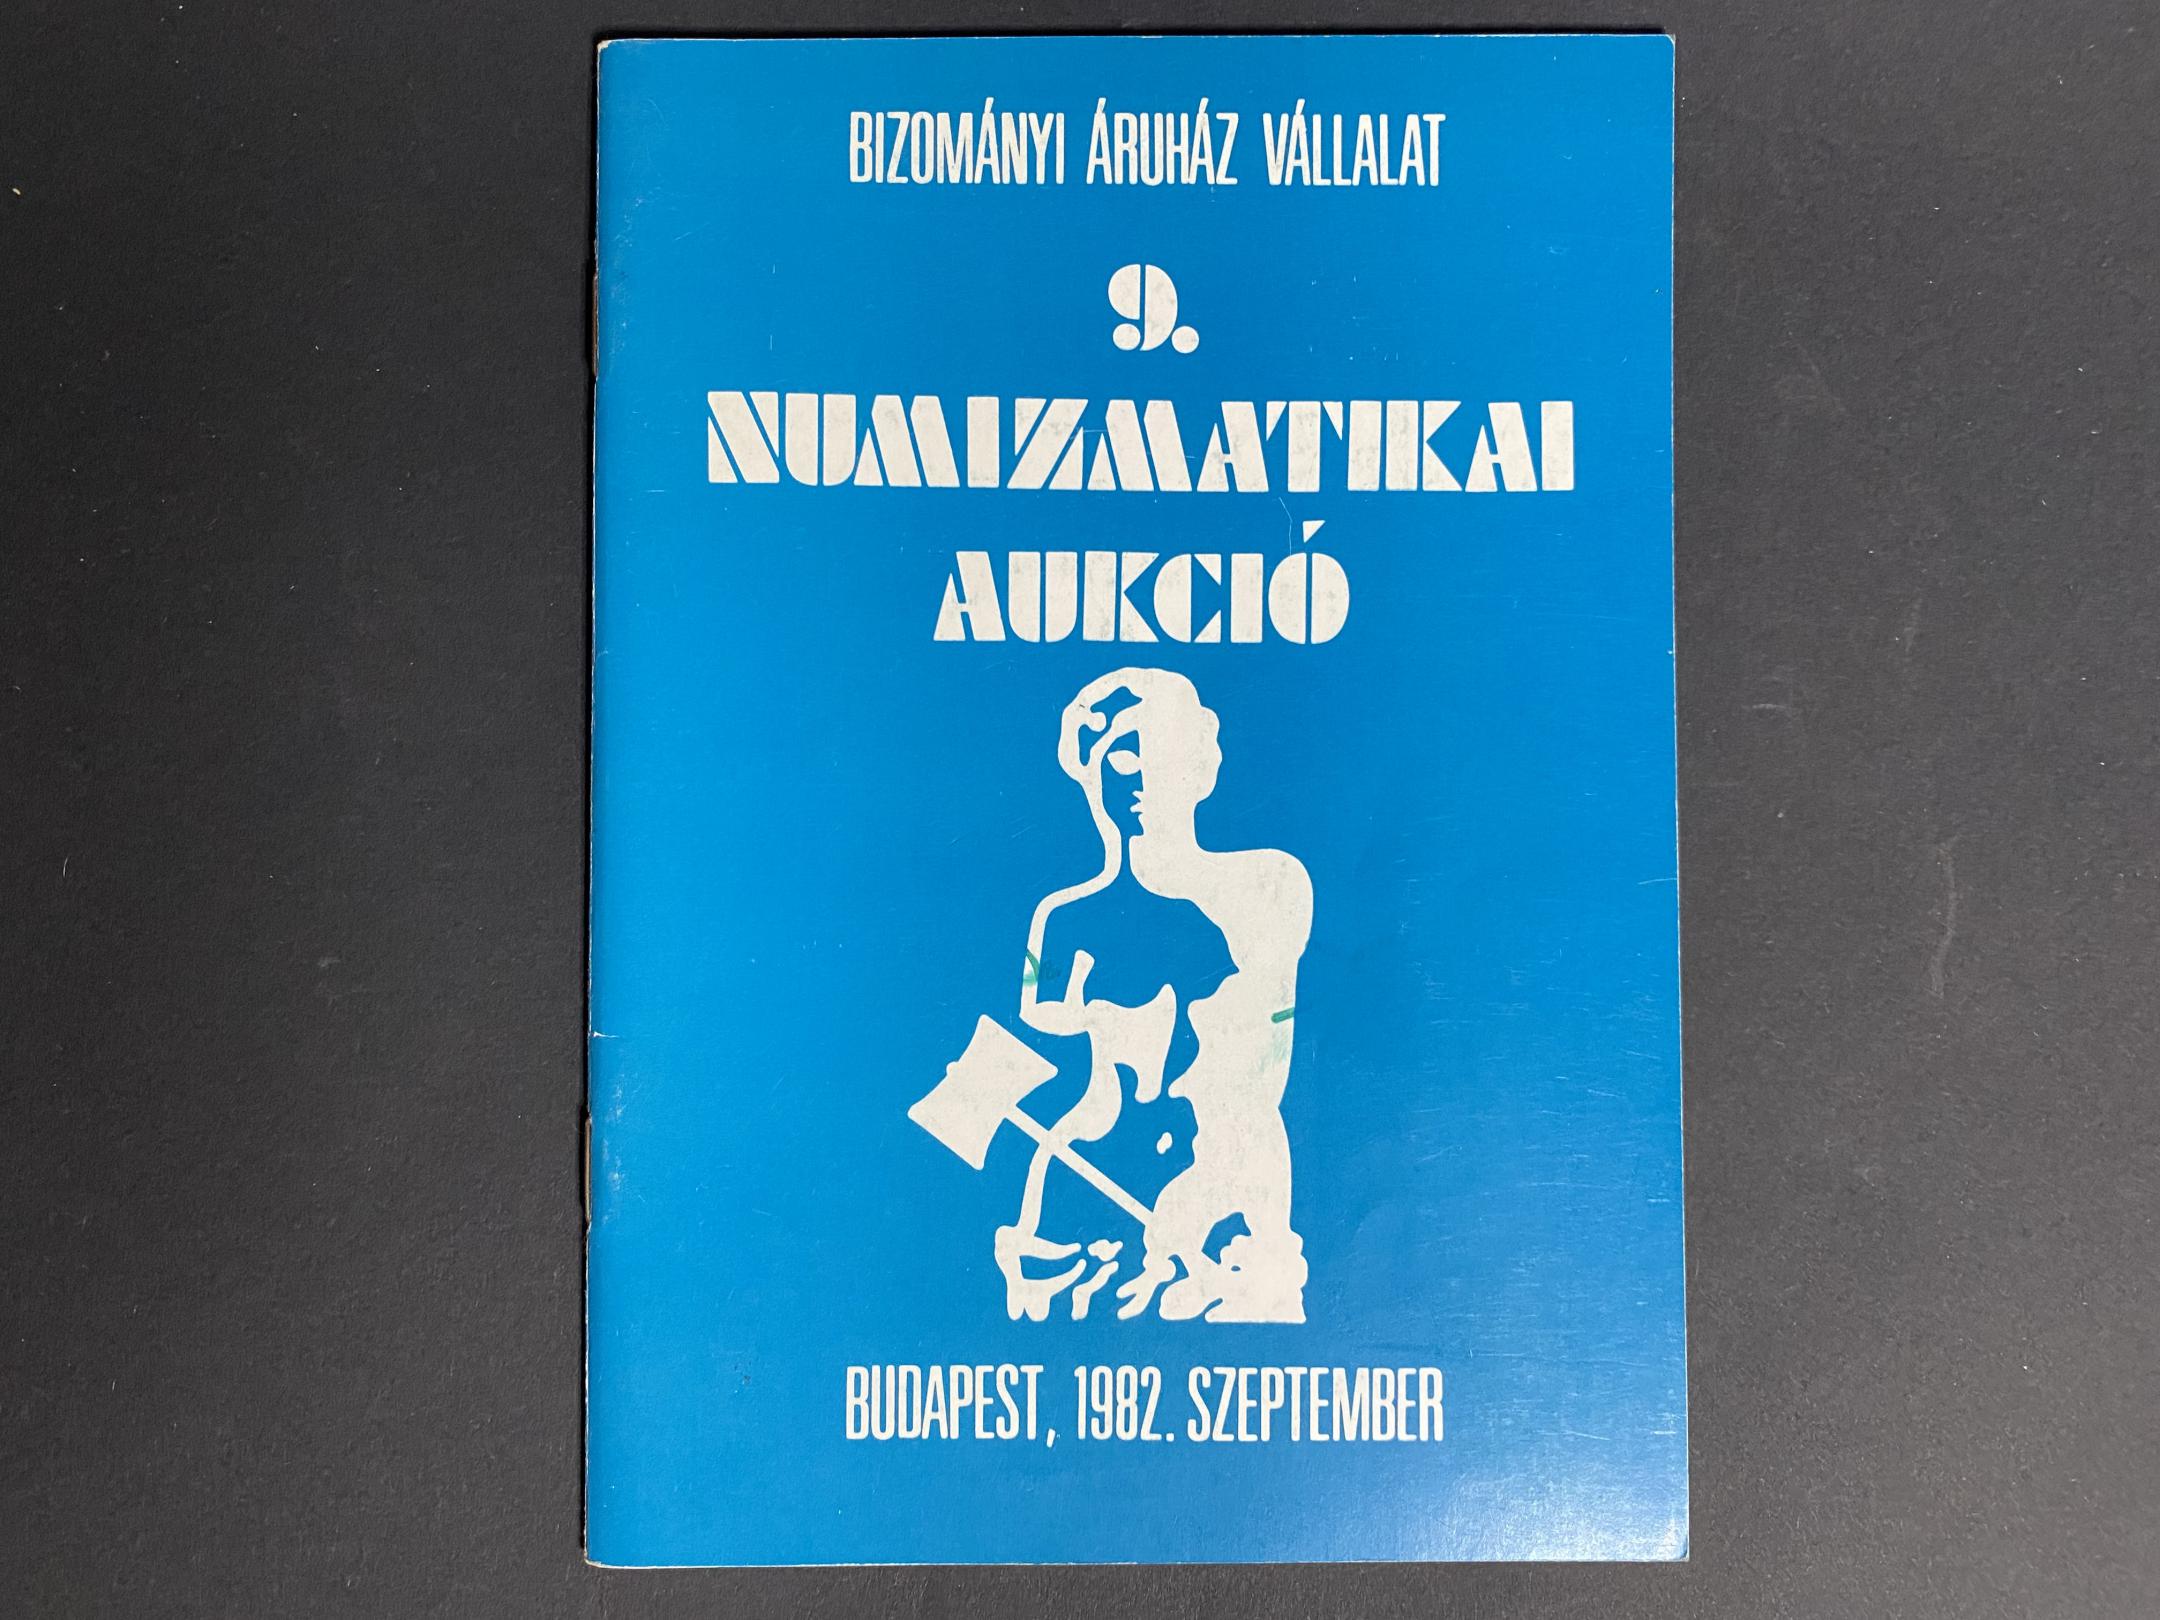 BIZOMÁNYI ÁRUHÁZ VÁLLALAT
9.
NUMIZMATIKAI
AUKCIÓ
BUDAPEST, 1982. SZEPTEMBER